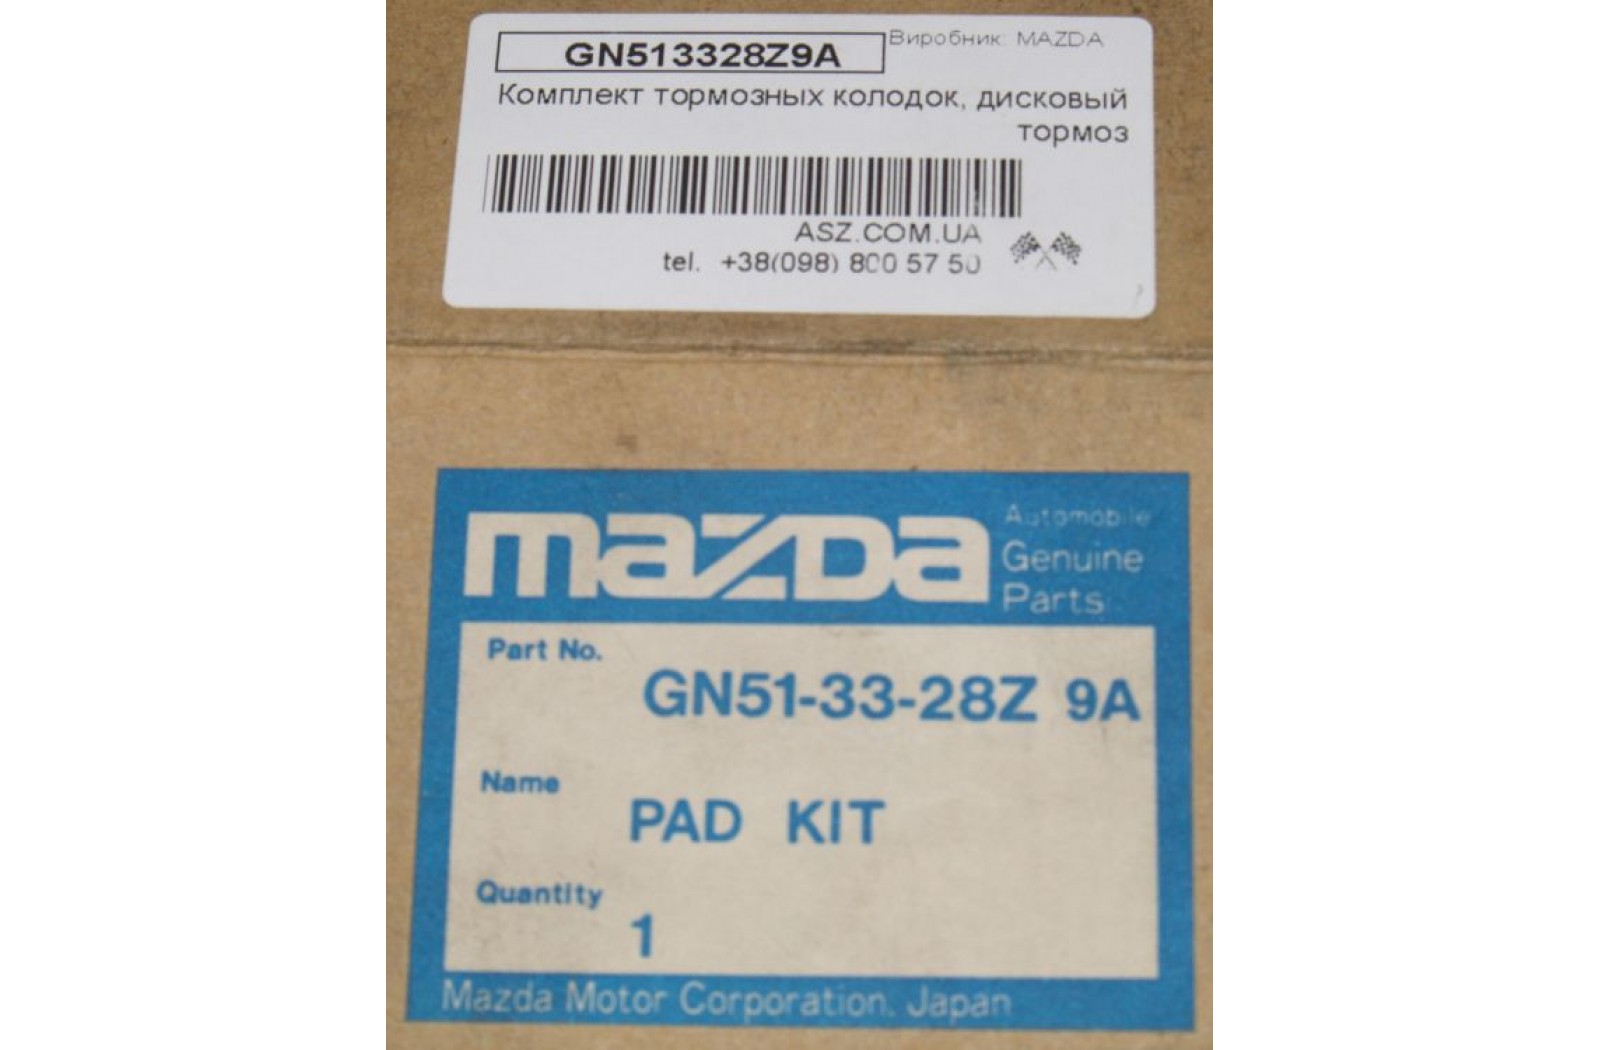 GN513328Z9A
Виробник: MAZDA
Комплект тормозных колодок, дисковый
тормоз
ASZ.COM.UA
tel. +38(098) 800 57 50
mazda
Automobile
Genuine
Parts
Part No.
GN51-33-28Z 9A
Name
PAD KIT
Quantity
1
Mazda Motor Corporation. Japan